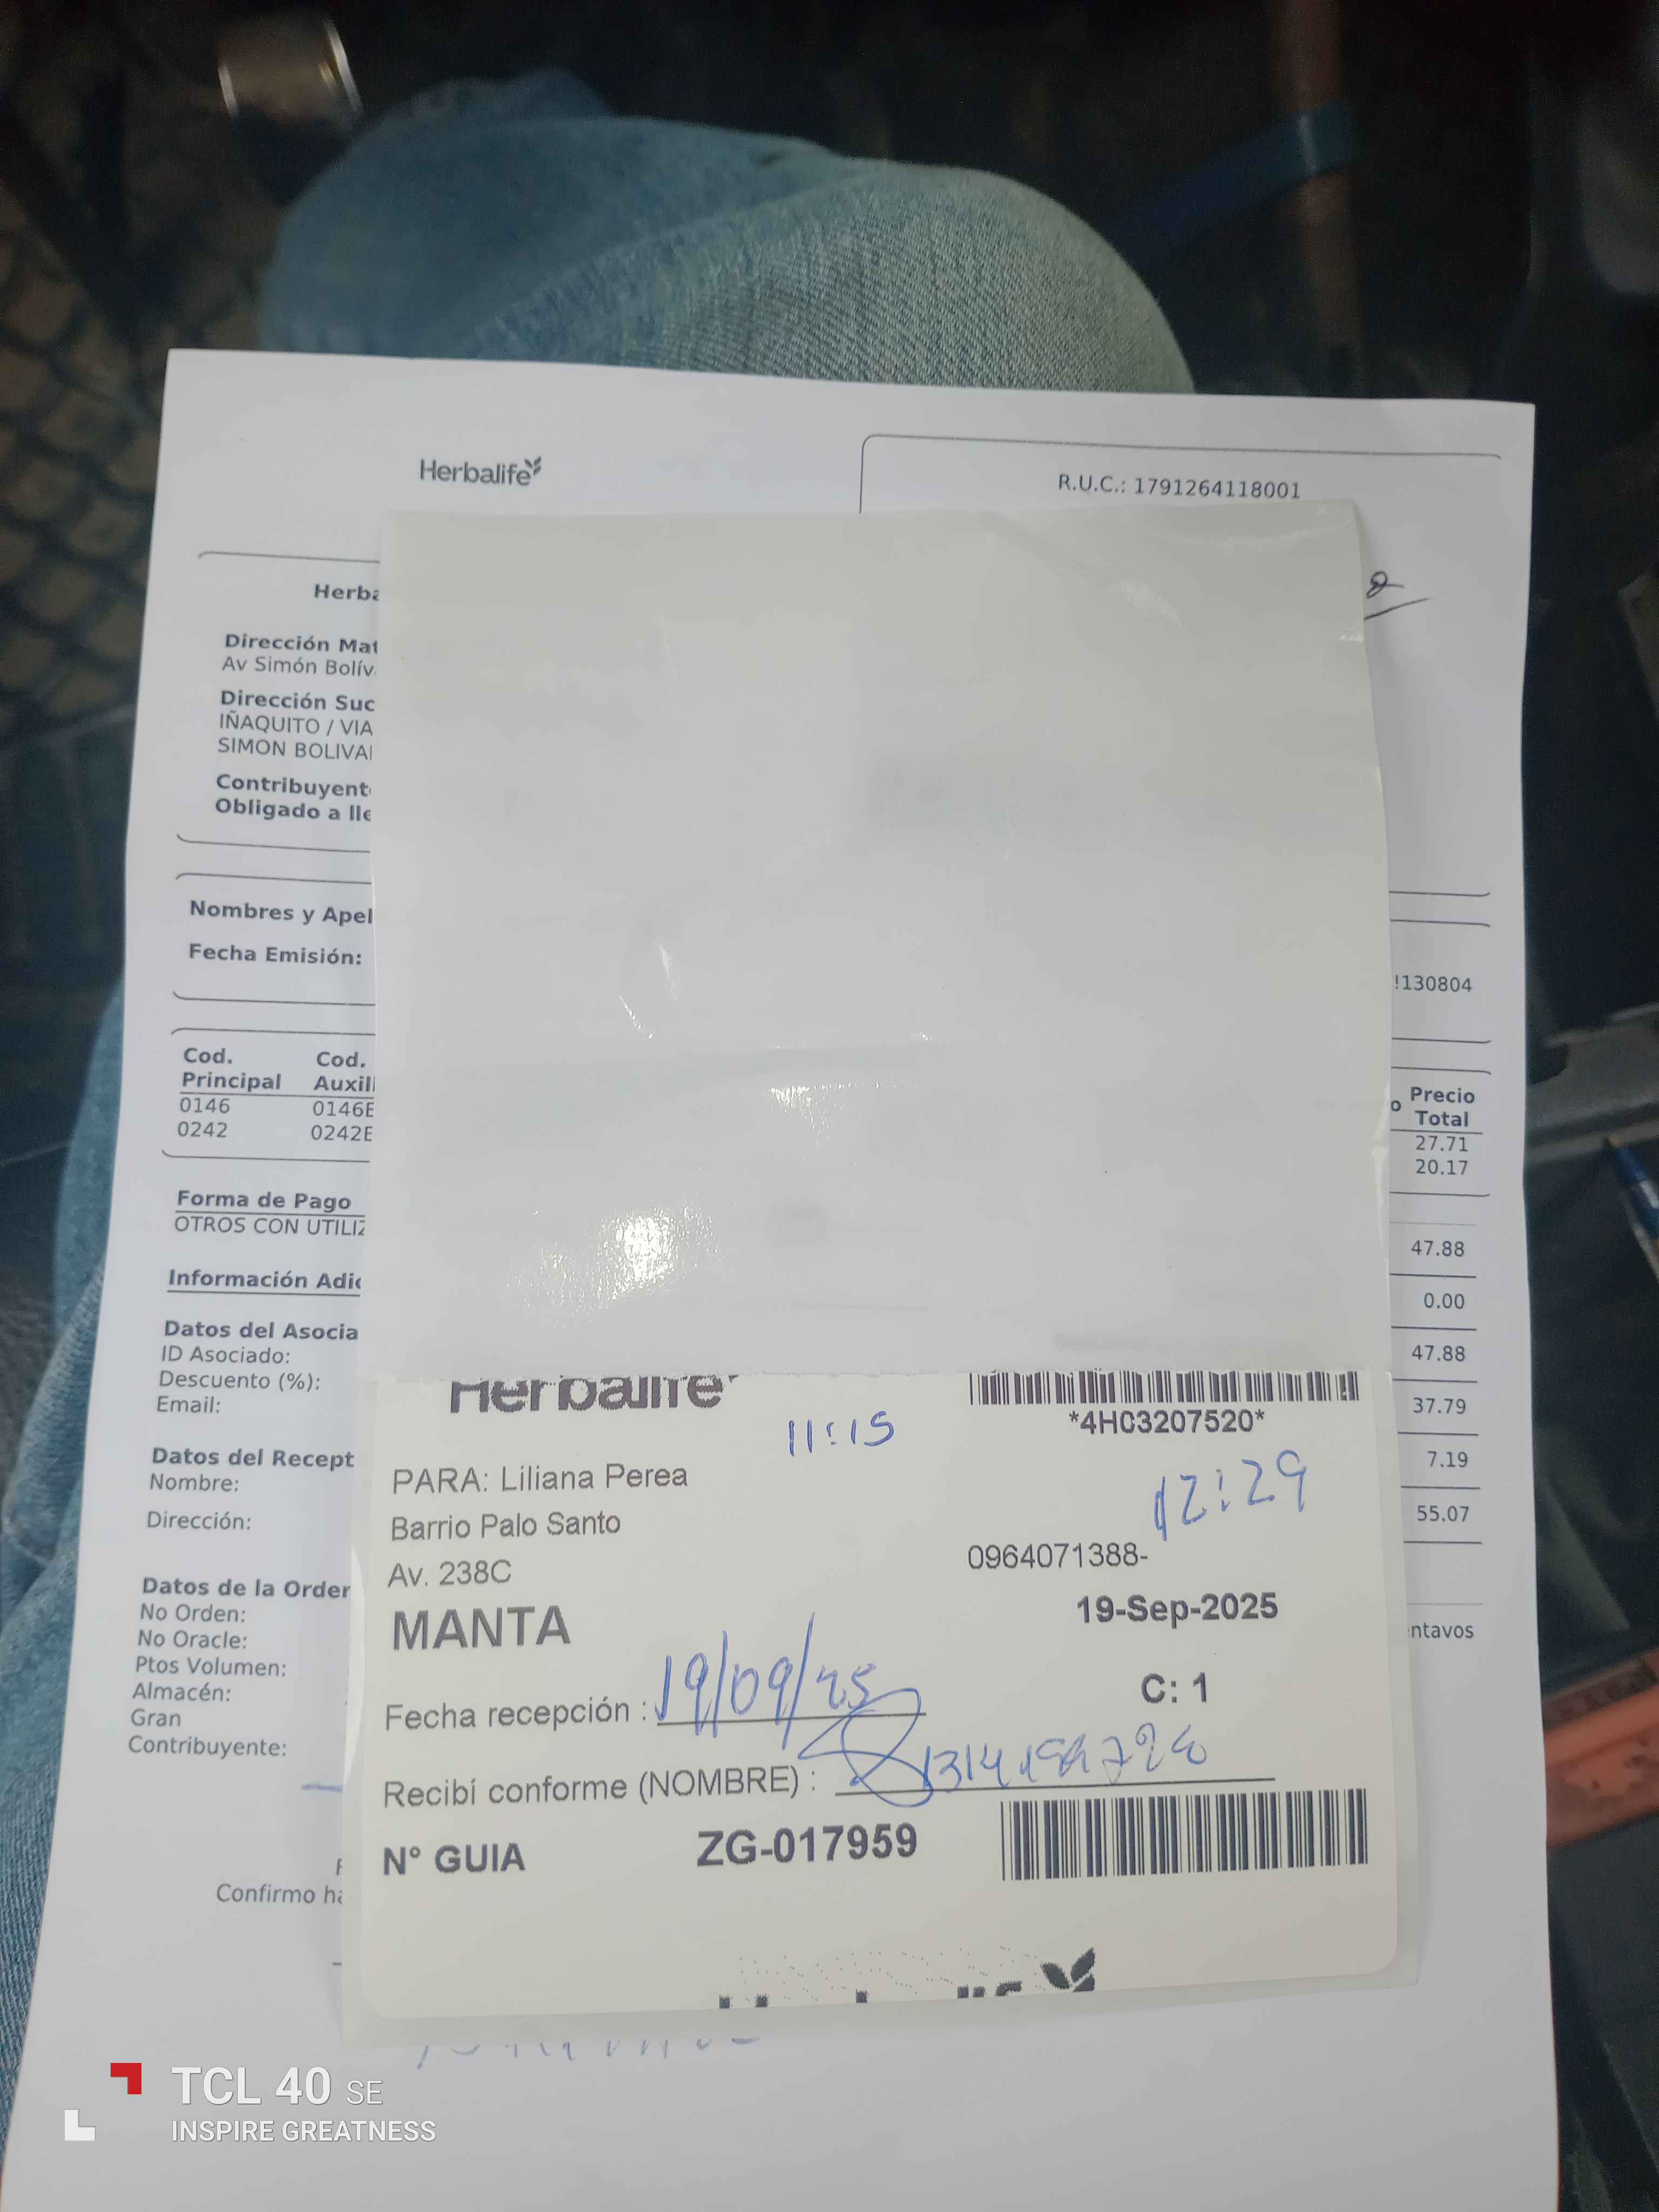 Herbalife
R.U.C.: 1791264118001
Herba
Dirección Mat
Av Simón Bolív
Dirección Suc
IÑAQUITO / VIA
SIMON BOLIVA
Contribuyent
Obligado a lle
Nombres y Apel
Fecha Emisión:
130804
Cod. Principal Cod. Auxili Precio Total
0146 0146E 27.71
0242 0242E 20.17
Forma de Pago
OTROS CON UTILIZ
47.88
Información Adic
0.00
Datos del Asocia
ID Asociado:
47.88
Descuento (%):
Email:
37.79
Datos del Recept
7.19
Nombre:
Dirección:
55.07
Datos de la Orden
No Orden:
No Oracle:
ntavos
Ptos Volumen:
Almacén:
Gran
Contribuyente:
Confirmo ha
Herbalife
*4H03207520*
11:15
12:29
PARA: Liliana Perea
Barrio Palo Santo
0964071388-
Av. 238C
19-Sep-2025
MANTA
C: 1
Fecha recepción : 19/09/25
Recibí conforme (NOMBRE) :
N° GUIA ZG-017959
TCL 40 SE
INSPIRE GREATNESS